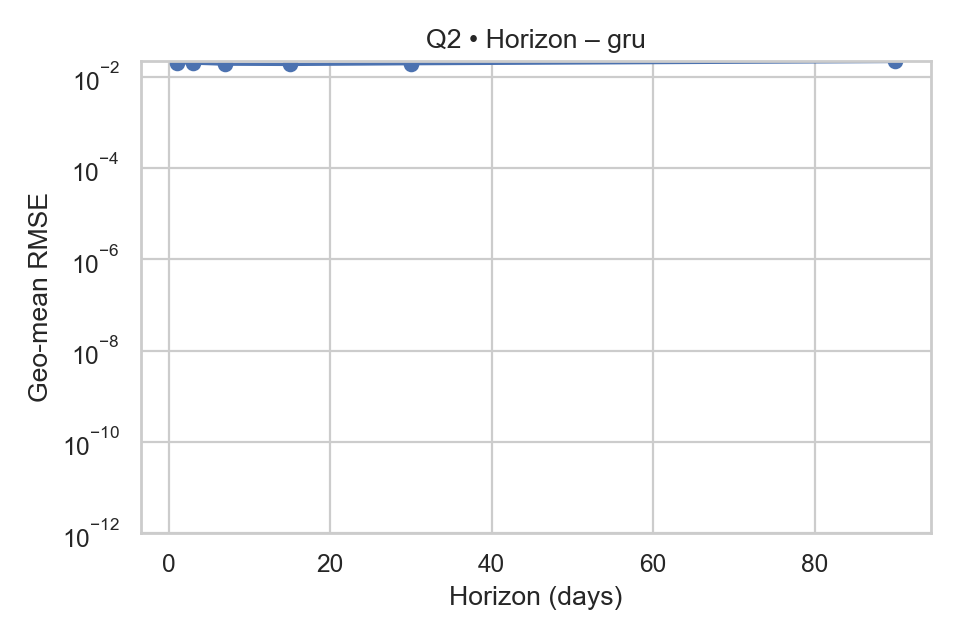 Q2 • Horizon – gru
Geo-mean RMSE
10⁻²
10⁻⁴
10⁻⁶
10⁻⁸
10⁻¹⁰
10⁻¹²
0 20 40 60 80
Horizon (days)